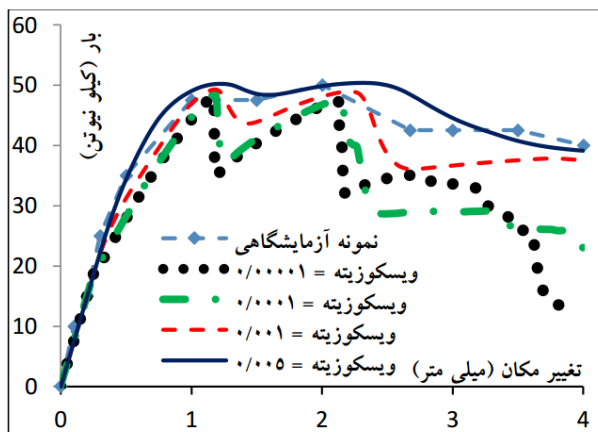 60
50
40
30
20
10
0
بار (کیلو نیوتن)
نمونه آزمایشگاهی
ویسکوزیته = ۰/۰۰۰۰۱
ویسکوزیته = ۰/۰۰۰۱
ویسکوزیته = ۰/۰۰۱
ویسکوزیته = ۰/۰۰۵
تغییر مکان (میلی متر)
0 1 2 3 4